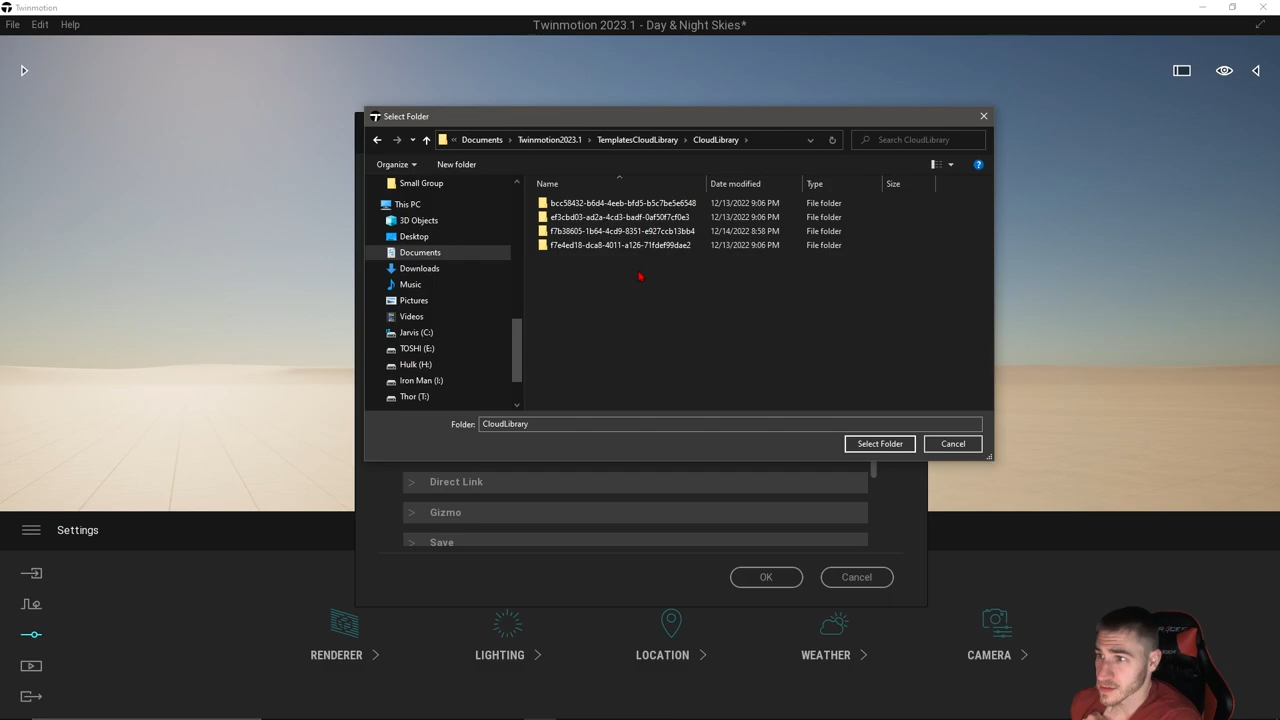 Twinmotion
File Edit Help
Twinmotion 2023.1 - Day & Night Skies*
Select Folder
« Documents > Twinmotion2023.1 > TemplatesCloudLibrary > CloudLibrary >
Search CloudLibrary
Organize
New folder
?
Small Group
This PC
3D Objects
Desktop
Documents
Downloads
Music
Pictures
Videos
Jarvis (C:)
TOSHI (E:)
Hulk (H:)
Iron Man (I:)
Thor (T:)
Name Date modified Type Size
bcc58432-b6d4-4eeb-bfd5-b5c7be5e6548 12/13/2022 9:06 PM File folder
ef3cbd03-ad2a-4cd3-badf-0af50f7cf0e3 12/13/2022 9:06 PM File folder
f7b38605-1b64-4cd9-8351-e927ccb13bb4 12/14/2022 8:58 PM File folder
f7e4ed18-dca8-4011-a126-71fdef99dae2 12/13/2022 9:06 PM File folder
Folder: CloudLibrary
Select Folder Cancel
> Direct Link
> Gizmo
> Save
OK Cancel
Settings
RENDERER > LIGHTING > LOCATION > WEATHER > CAMERA >